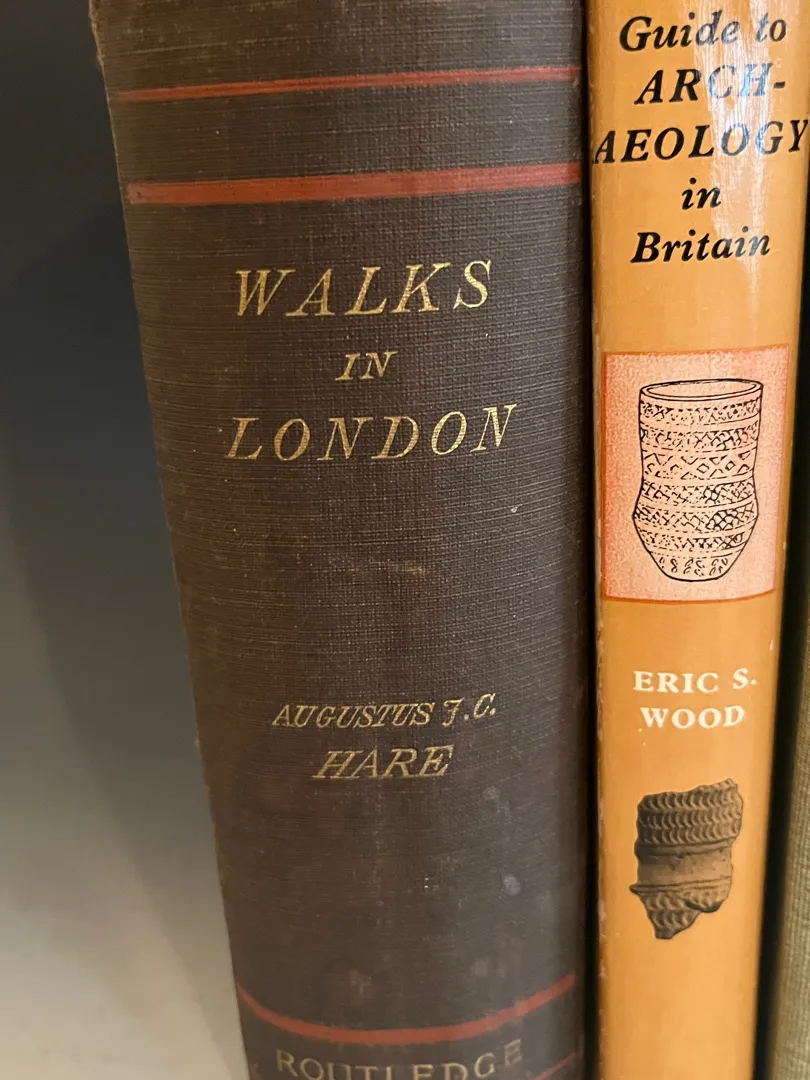 WALKS
IN
LONDON
AUGUSTUS J.C.
HARE
ROUTLEDGE
Guide to
ARCH-
AEOLOGY
in
Britain
ERIC S.
WOOD